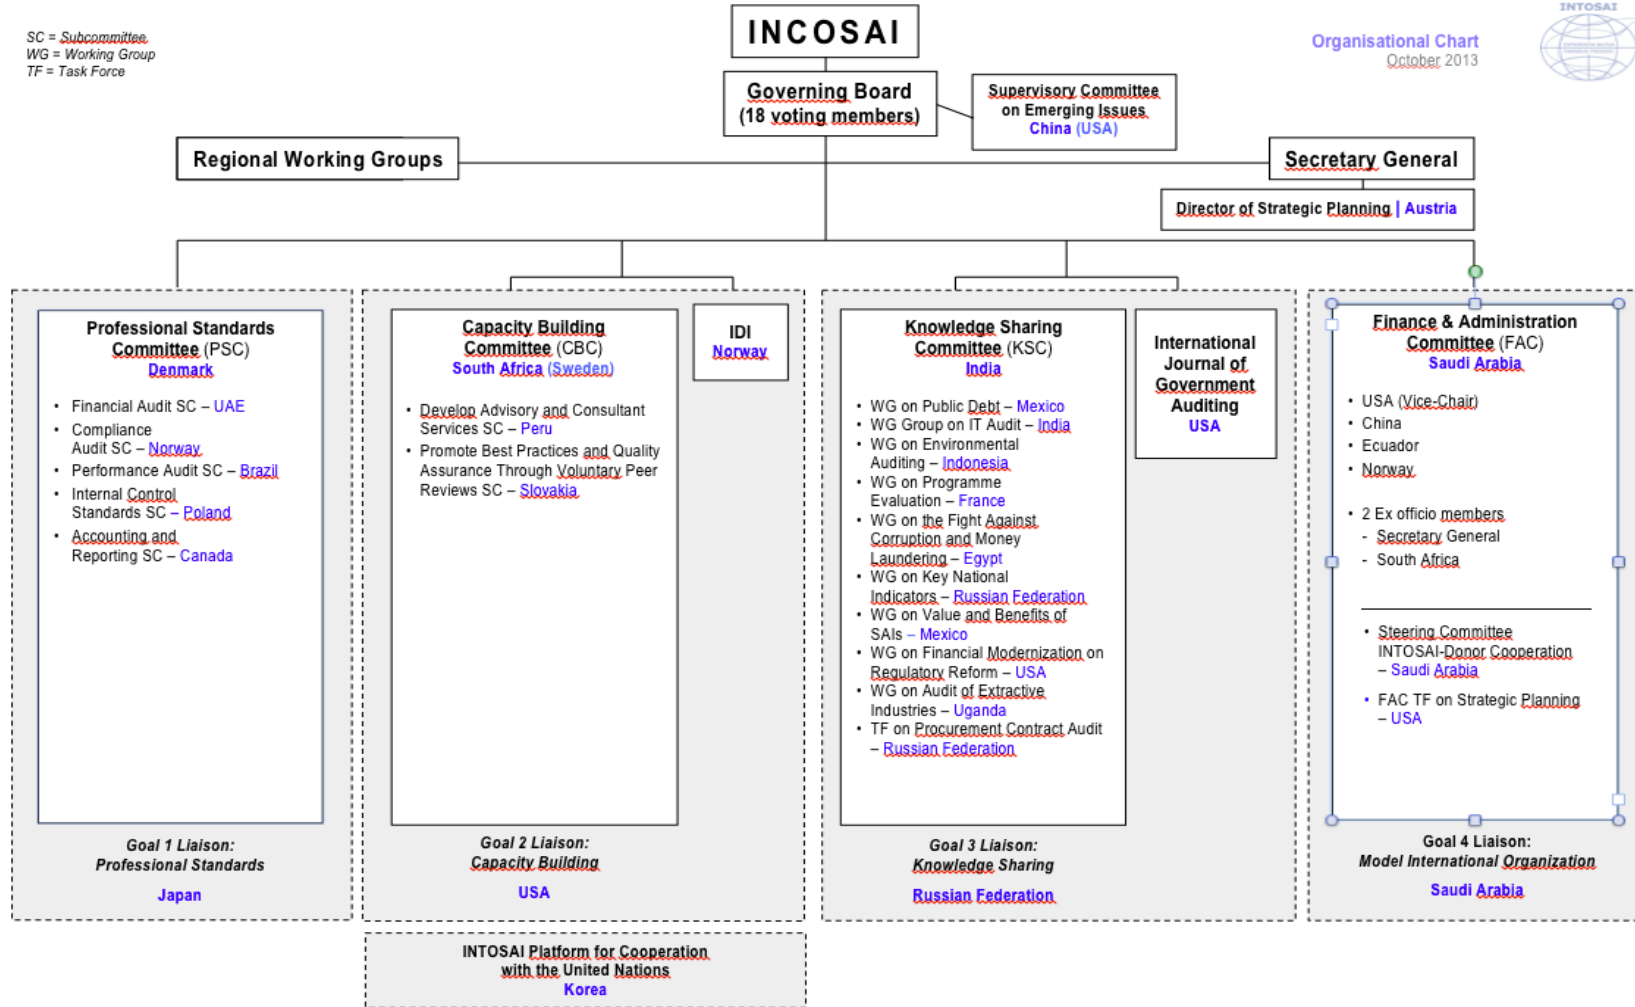 SC = Subcommittee
WG = Working Group
TF = Task Force
INCOSAI
Organisational Chart
October 2013
INTOSAI
Governing Board
(18 voting members)
Supervisory Committee
on Emerging Issues
China (USA)
Regional Working Groups
Secretary General
Director of Strategic Planning | Austria
Professional Standards
Committee (PSC)
Denmark
• Financial Audit SC – UAE
• Compliance
Audit SC – Norway
• Performance Audit SC – Brazil
• Internal Control
Standards SC – Poland
• Accounting and
Reporting SC – Canada
Goal 1 Liaison:
Professional Standards
Japan
Capacity Building
Committee (CBC)
South Africa (Sweden)
• Develop Advisory and Consultant
Services SC – Peru
• Promote Best Practices and Quality
Assurance Through Voluntary Peer
Reviews SC – Slovakia
IDI
Norway
Goal 2 Liaison:
Capacity Building
USA
Knowledge Sharing
Committee (KSC)
India
• WG on Public Debt – Mexico
• WG Group on IT Audit – India
• WG on Environmental
Auditing – Indonesia
• WG on Programme
Evaluation – France
• WG on the Fight Against
Corruption and Money
Laundering – Egypt
• WG on Key National
Indicators – Russian Federation
• WG on Value and Benefits of
SAIs – Mexico
• WG on Financial Modernization on
Regulatory Reform – USA
• WG on Audit of Extractive
Industries – Uganda
• TF on Procurement Contract Audit
– Russian Federation
International
Journal of
Government
Auditing
USA
Goal 3 Liaison:
Knowledge Sharing
Russian Federation
Finance & Administration
Committee (FAC)
Saudi Arabia
• USA (Vice-Chair)
• China
• Ecuador
• Norway
• 2 Ex officio members
- Secretary General
- South Africa
• Steering Committee
INTOSAI-Donor Cooperation
– Saudi Arabia
• FAC TF on Strategic Planning
– USA
Goal 4 Liaison:
Model International Organization
Saudi Arabia
INTOSAI Platform for Cooperation
with the United Nations
Korea